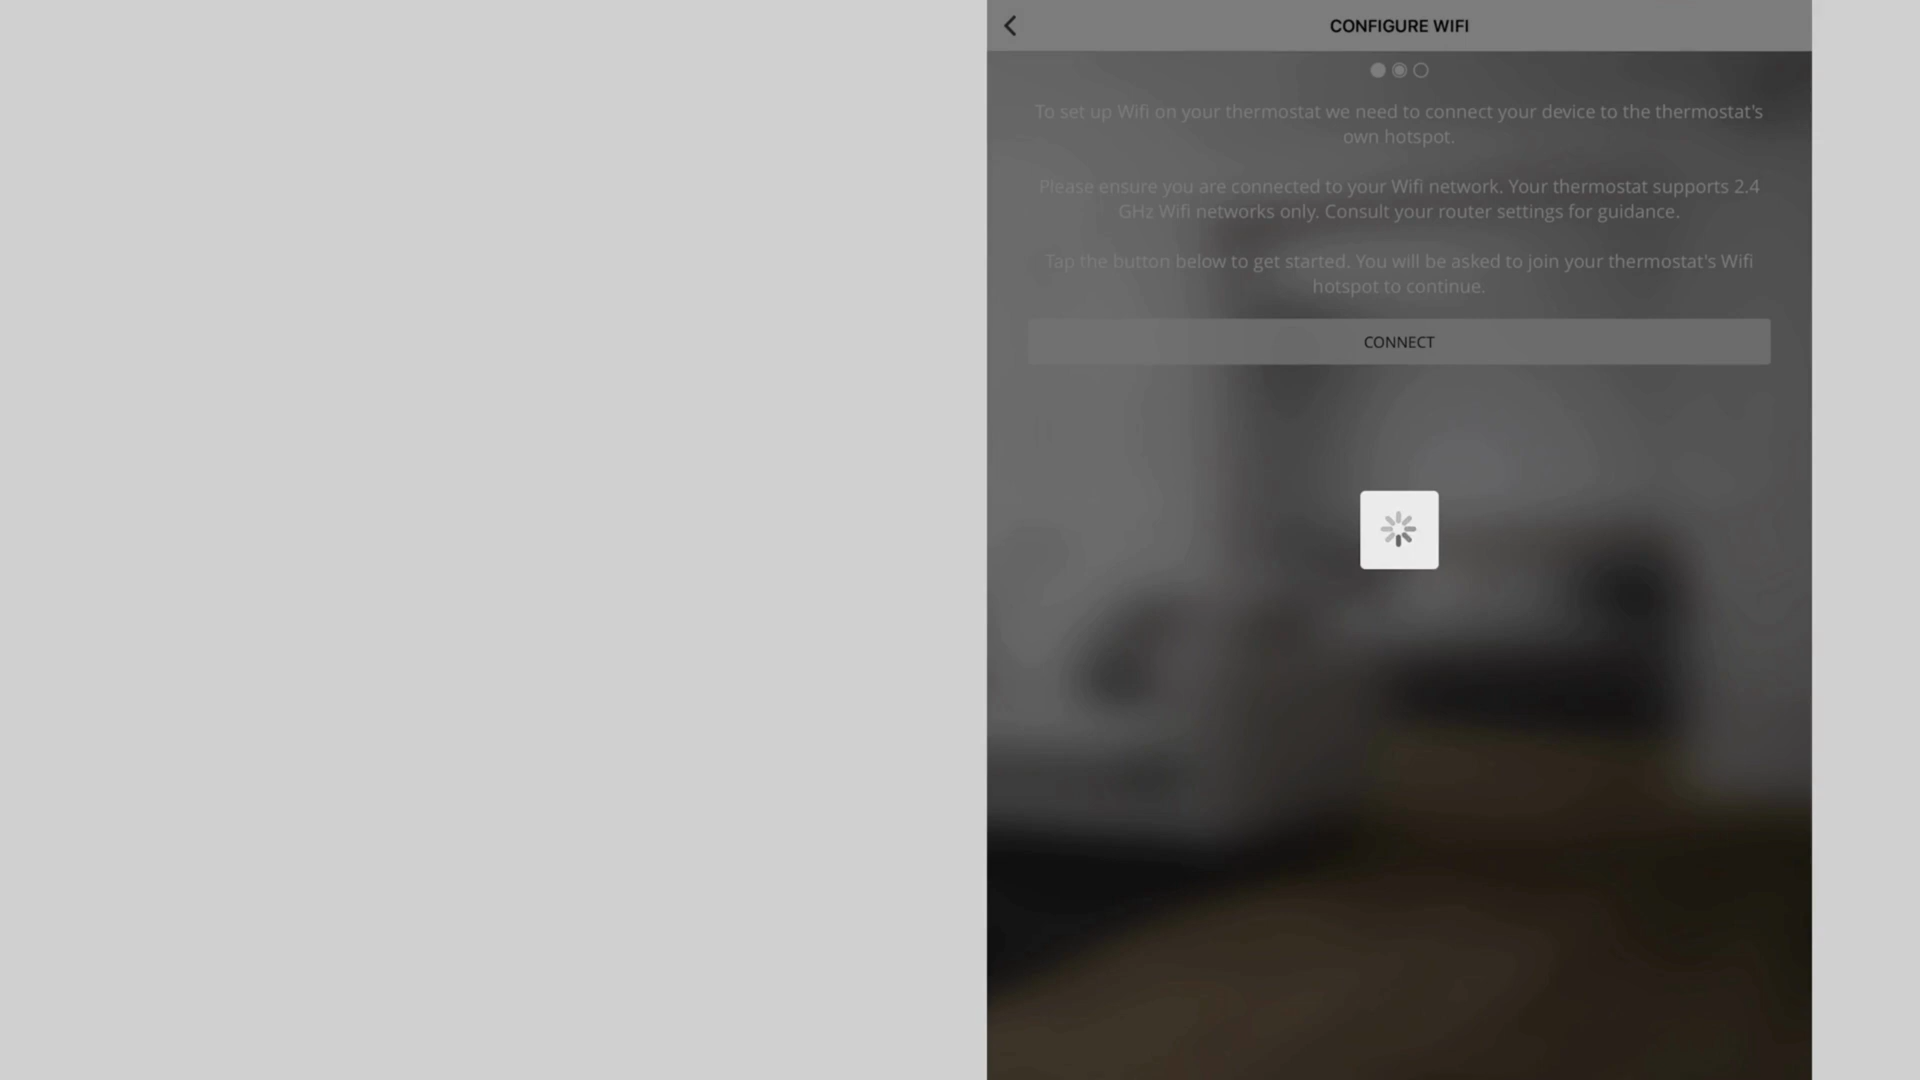 CONFIGURE WIFI
To set up Wifi on your thermostat we need to connect your device to the thermostat's
own hotspot.
Please ensure you are connected to your Wifi network. Your thermostat supports 2.4
GHz Wifi networks only. Consult your router settings for guidance.
Tap the button below to get started. You will be asked to join your thermostat's Wifi
hotspot to continue.
CONNECT